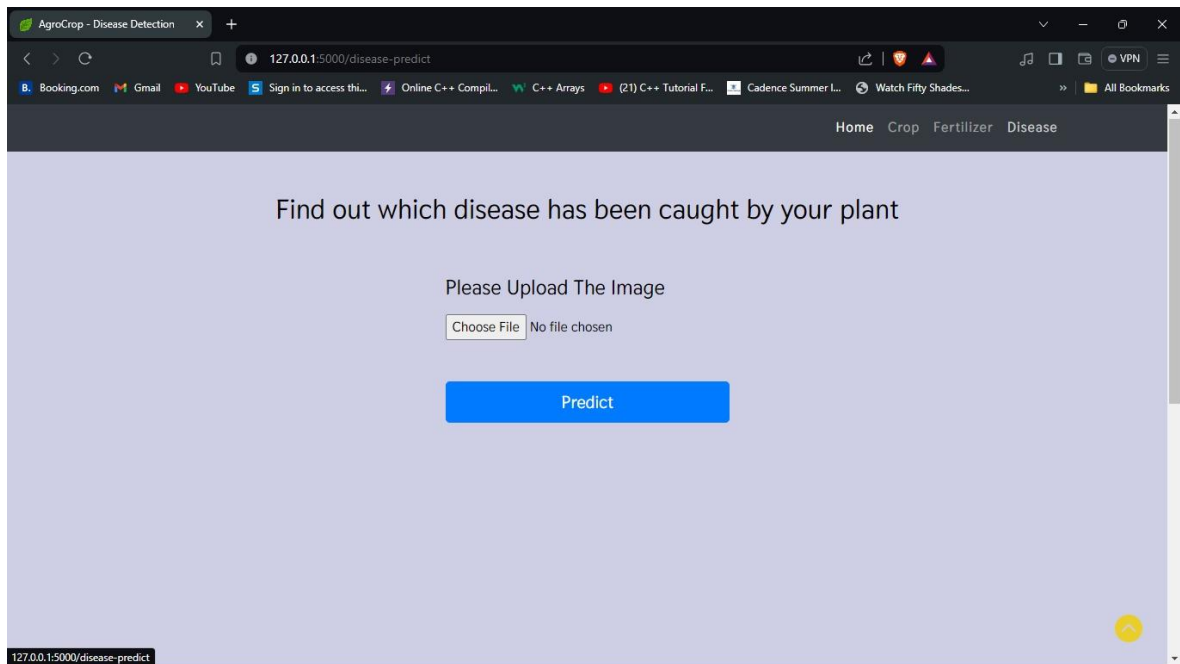 AgroCrop - Disease Detection
127.0.0.1:5000/disease-predict
VPN
B. Booking.com Gmail YouTube S Sign in to access thi... Online C++ Compil... C++ Arrays (21) C++ Tutorial F... Cadence Summer I... Watch Fifty Shades... » All Bookmarks
Home Crop Fertilizer Disease
Find out which disease has been caught by your plant
Please Upload The Image
Choose File No file chosen
Predict
127.0.0.1:5000/disease-predict